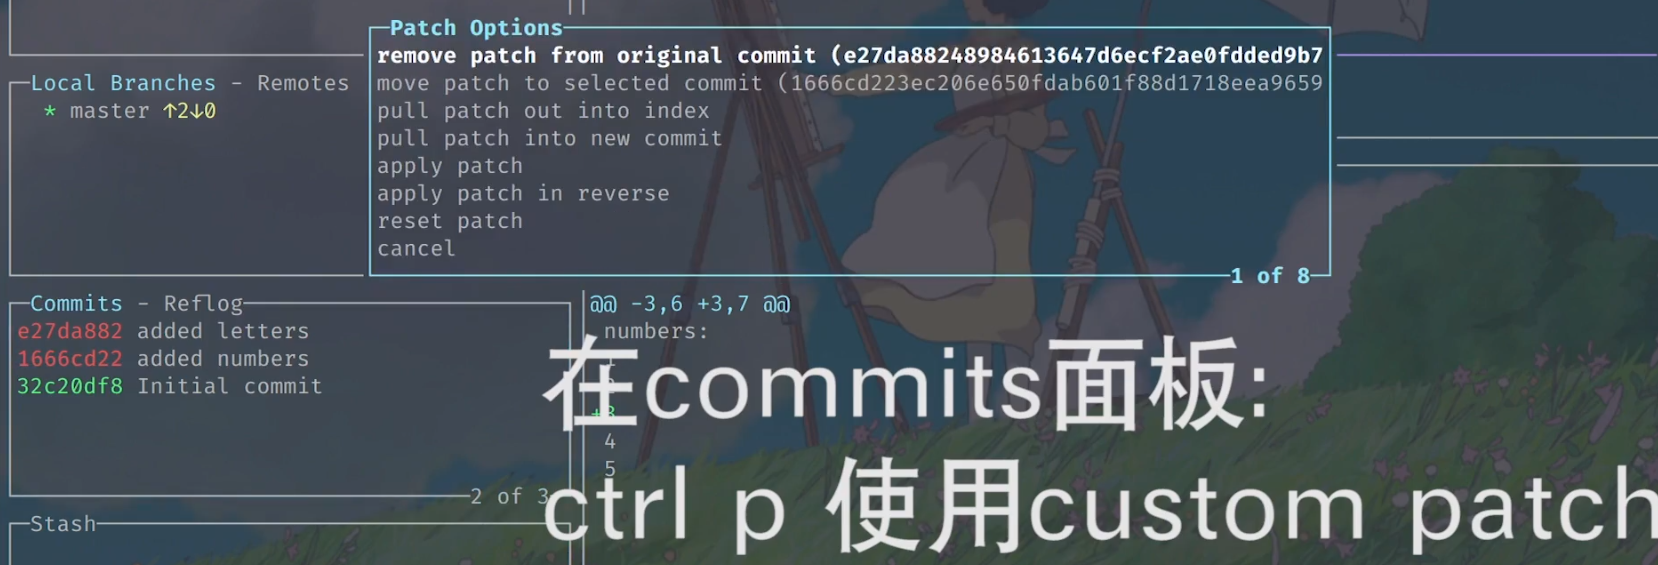 Patch Options
remove patch from original commit (e27da88248984613647d6ecf2ae0fdded9b7
move patch to selected commit (1666cd223ec206e650fdab601f88d1718eea9659
pull patch out into index
pull patch into new commit
apply patch
apply patch in reverse
reset patch
cancel
1 of 8
Local Branches - Remotes
* master ↑2↓0
Commits - Reflog
e27da882 added letters
1666cd22 added numbers
32c20df8 Initial commit
2 of 3
Stash
@@ -3,6 +3,7 @@
numbers:
1
+3
4
5
在commits面板:
ctrl p 使用custom patch